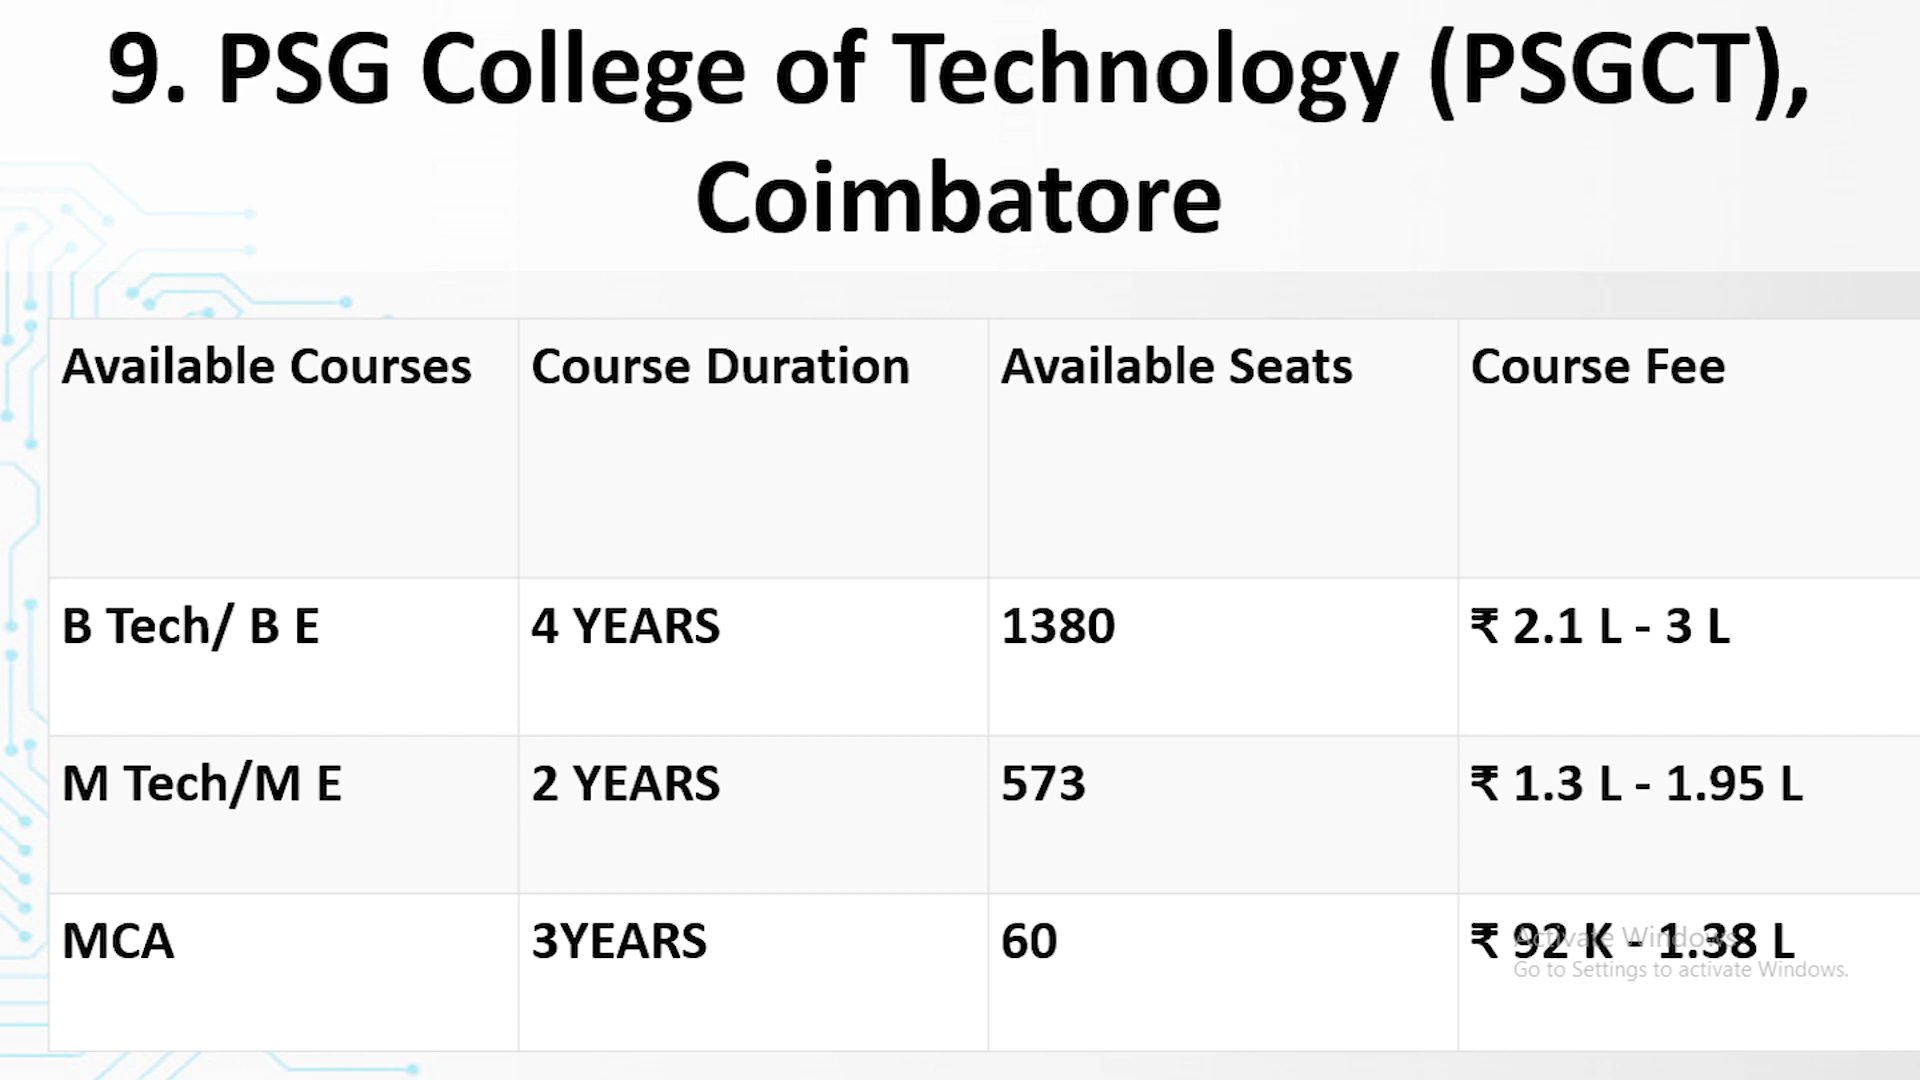 9. PSG College of Technology (PSGCT),
Coimbatore
Available Courses Course Duration Available Seats Course Fee
B Tech/ B E 4 YEARS 1380 ₹ 2.1 L - 3 L
M Tech/M E 2 YEARS 573 ₹ 1.3 L - 1.95 L
MCA 3YEARS 60 ₹ 92 K - 1.38 L
Activate Windows
Go to Settings to activate Windows.